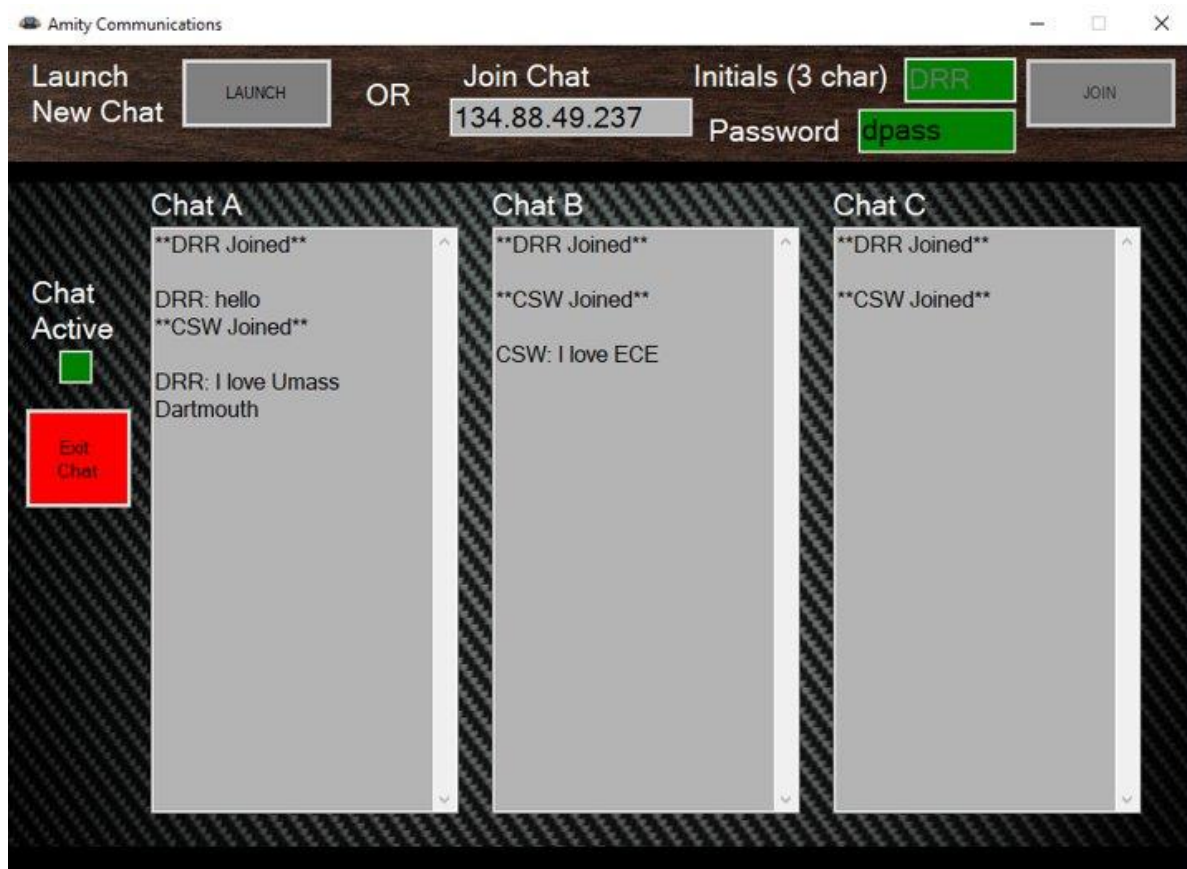 Amity Communications
Launch
New Chat
LAUNCH
OR
Join Chat
134.88.49.237
Initials (3 char)
DRR
Password
dpass
JOIN
Chat
Active
Exit
Chat
Chat A
**DRR Joined**
DRR: hello
**CSW Joined**
DRR: I love Umass
Dartmouth
Chat B
**DRR Joined**
**CSW Joined**
CSW: I love ECE
Chat C
**DRR Joined**
**CSW Joined**